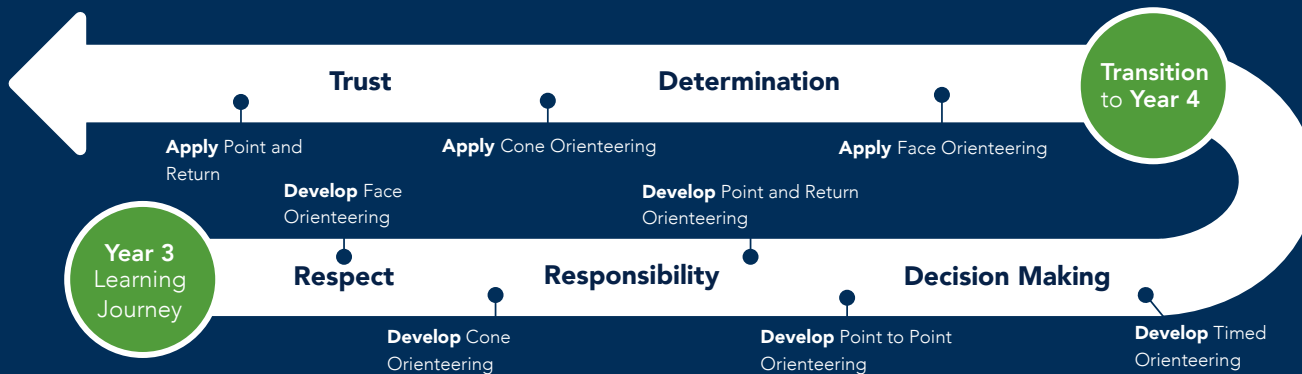 Trust
Determination
Transition
to Year 4
Apply Point and
Return
Apply Cone Orienteering
Apply Face Orienteering
Develop Face
Orienteering
Develop Point and Return
Orienteering
Year 3
Learning
Journey
Respect
Responsibility
Decision Making
Develop Cone
Orienteering
Develop Point to Point
Orienteering
Develop Timed
Orienteering